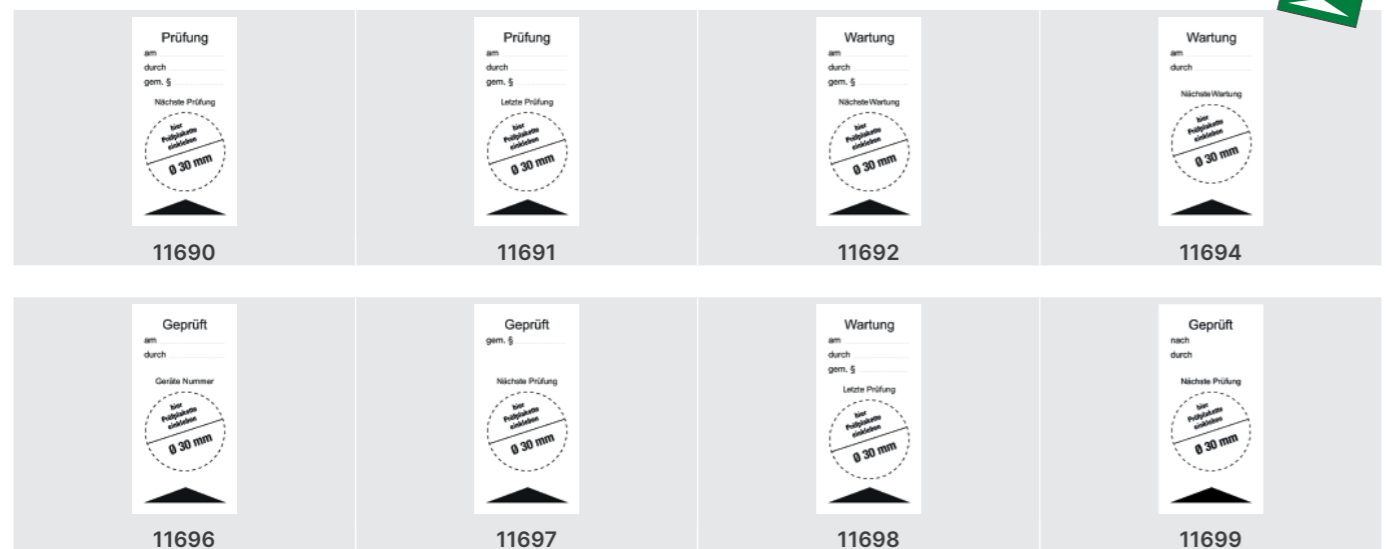 Prüfung
am
durch
gem. §
Nächste Prüfung
hier
Prüfplakette
einkleben
Ø 30 mm
11690
Prüfung
am
durch
gem. §
Letzte Prüfung
hier
Prüfplakette
einkleben
Ø 30 mm
11691
Wartung
am
durch
gem. §
Nächste Wartung
hier
Prüfplakette
einkleben
Ø 30 mm
11692
Wartung
am
durch
Nächste Wartung
hier
Prüfplakette
einkleben
Ø 30 mm
11694
Geprüft
am
durch
Geräte Nummer
hier
Prüfplakette
einkleben
Ø 30 mm
11696
Geprüft
gem. §
Nächste Prüfung
hier
Prüfplakette
einkleben
Ø 30 mm
11697
Wartung
am
durch
gem. §
Letzte Prüfung
hier
Prüfplakette
einkleben
Ø 30 mm
11698
Geprüft
nach
durch
Nächste Prüfung
hier
Prüfplakette
einkleben
Ø 30 mm
11699